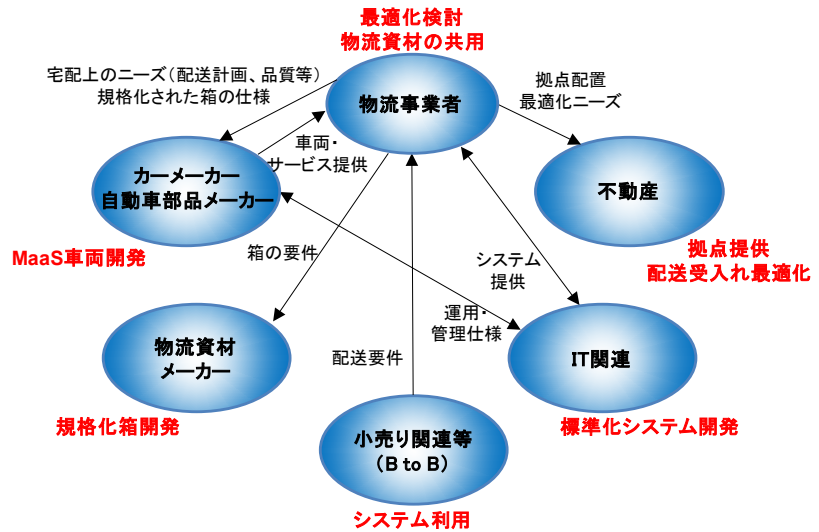 最適化検討
物流資材の共用
宅配上のニーズ（配送計画、品質等）
規格化された箱の仕様
物流事業者
拠点配置
最適化ニーズ
車両・
サービス提供
カーメーカー
自動車部品メーカー
不動産
MaaS車両開発
箱の要件
システム
提供
拠点提供
配送受入れ最適化
運用・
管理仕様
物流資材
メーカー
配送要件
IT関連
規格化箱開発
標準化システム開発
小売り関連等
（B to B）
システム利用